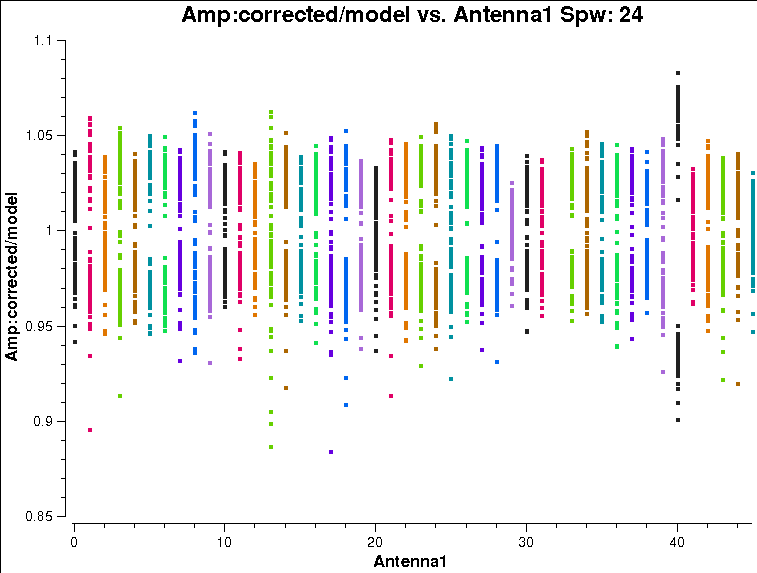 Amp:corrected/model vs. Antenna1 Spw: 24
1.1
1.05
1
0.95
0.9
0.85
Amp:corrected/model
0 10 20 30 40
Antenna1